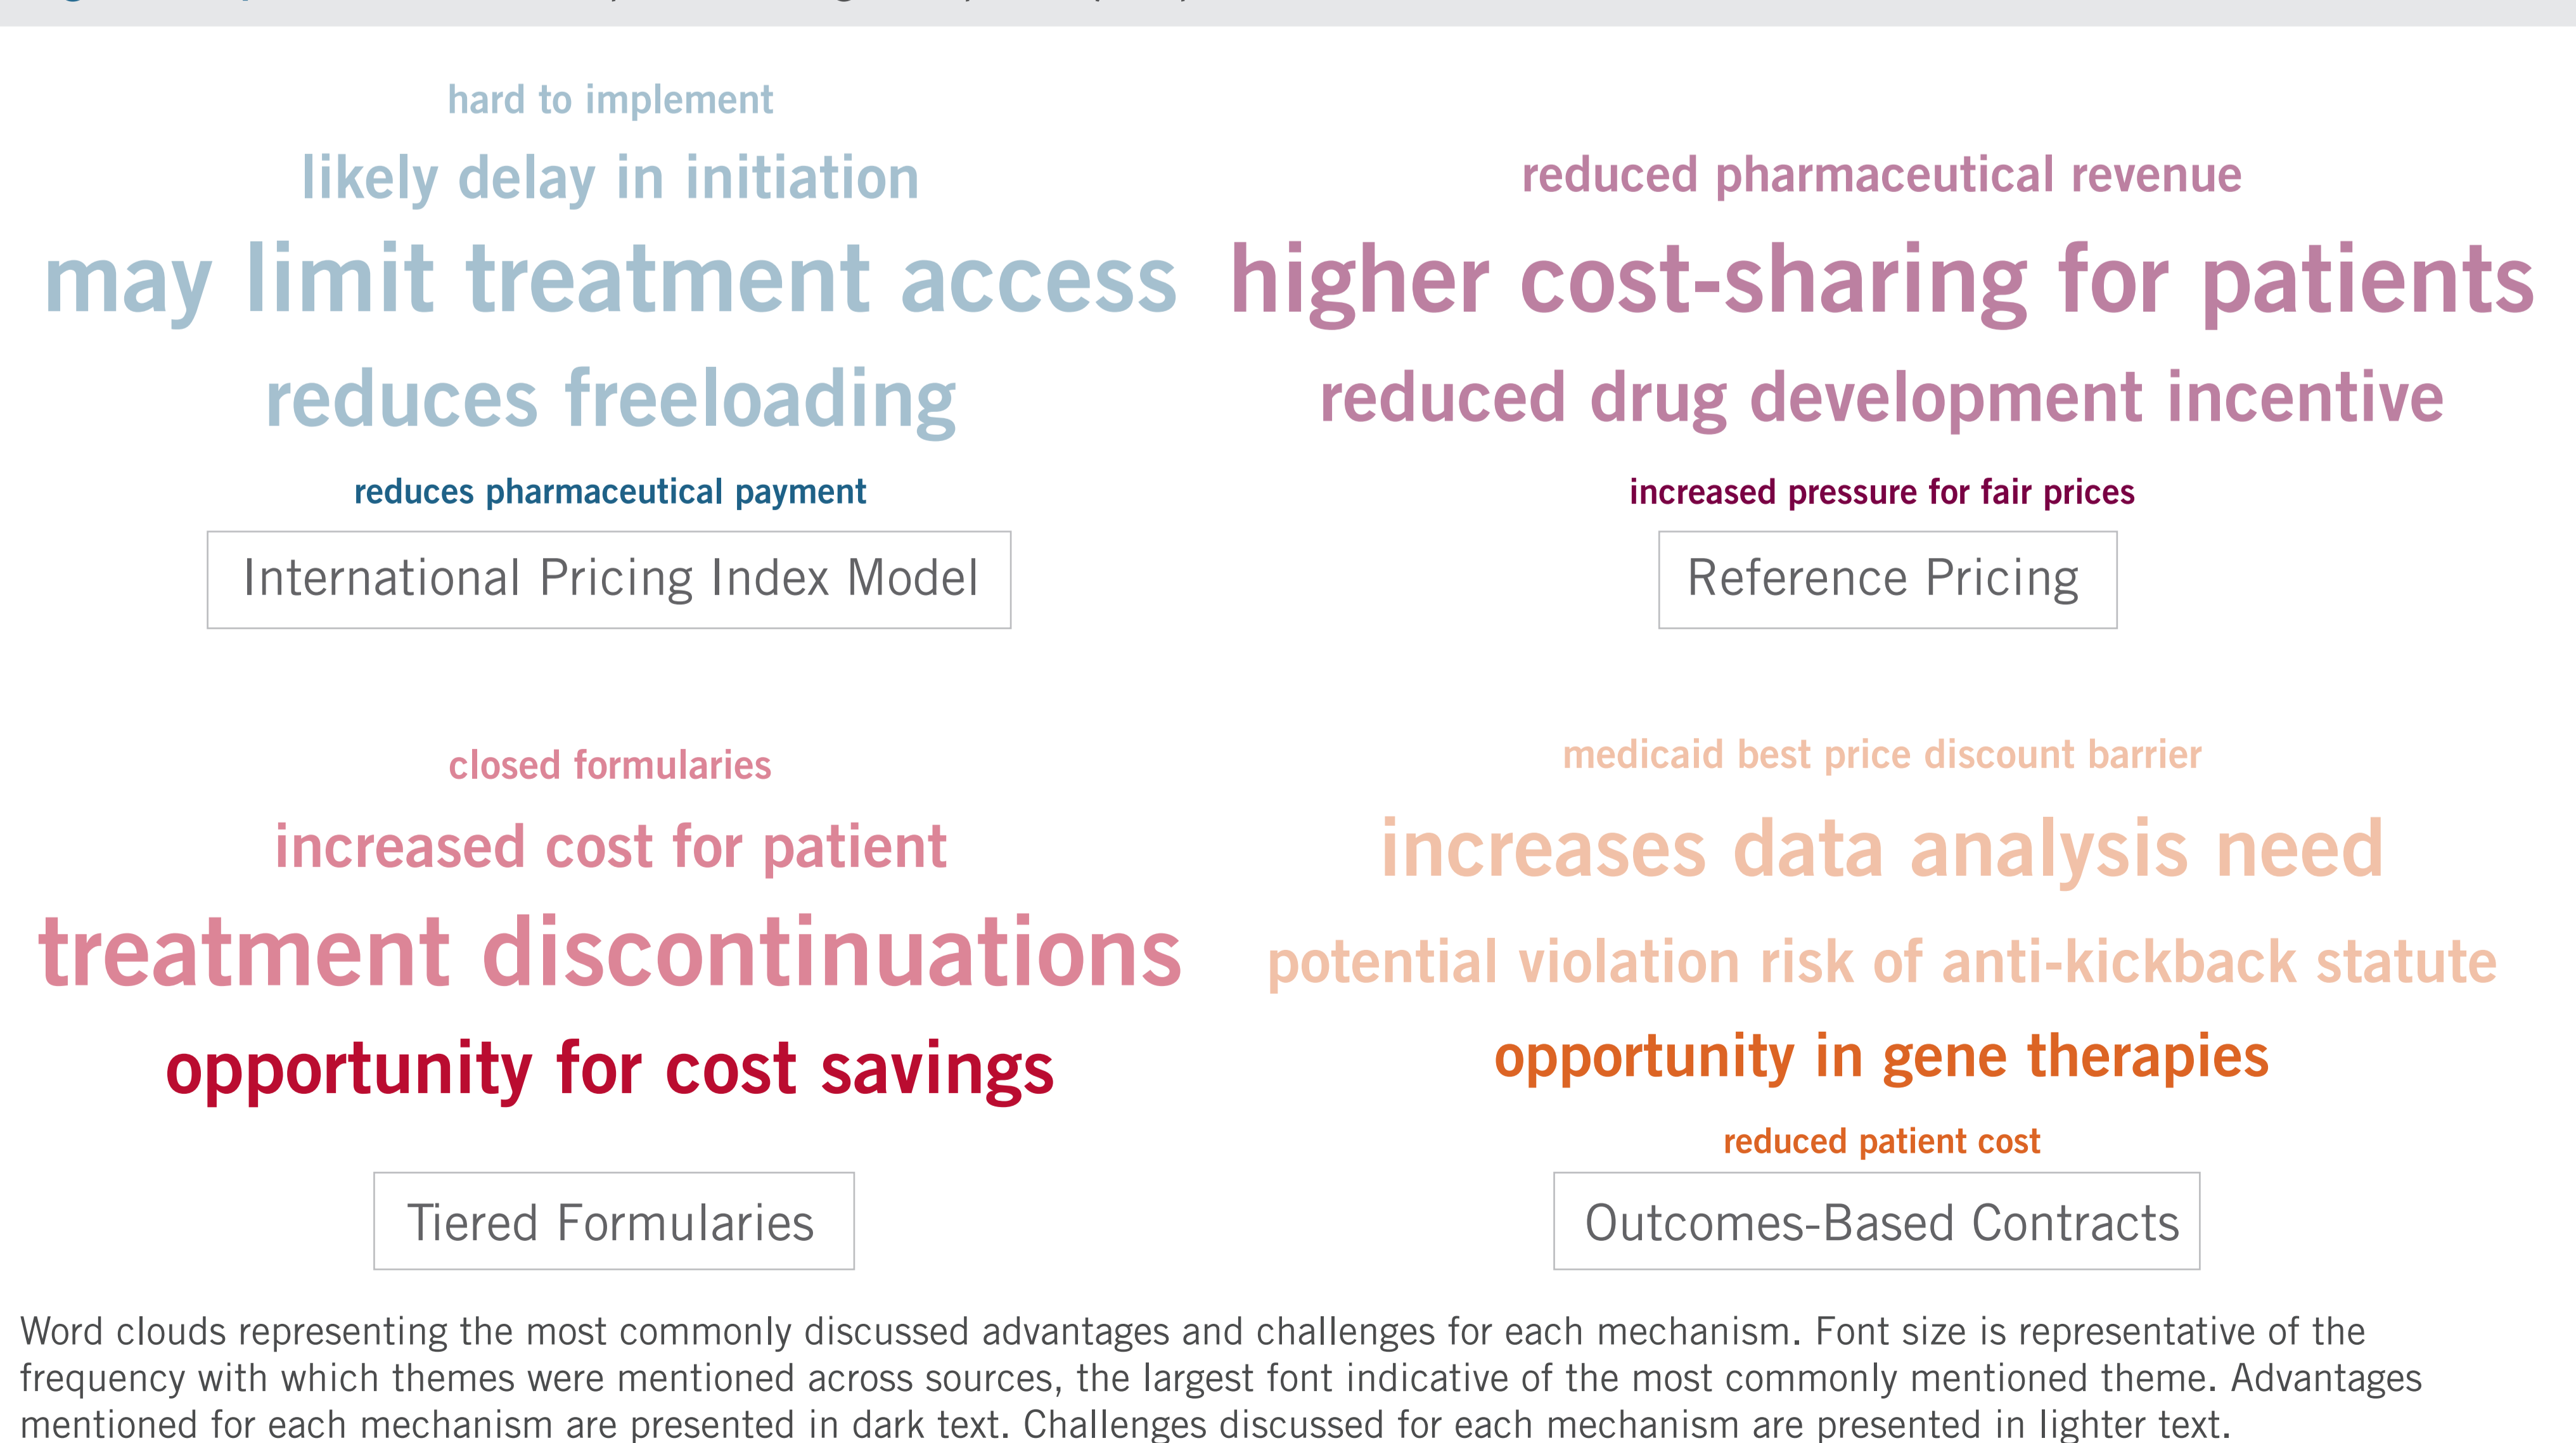 hard to implement
likely delay in initiation
may limit treatment access
reduces freeloading
reduces pharmaceutical payment
International Pricing Index Model
reduced pharmaceutical revenue
higher cost-sharing for patients
reduced drug development incentive
increased pressure for fair prices
Reference Pricing
closed formularies
increased cost for patient
treatment discontinuations
opportunity for cost savings
Tiered Formularies
medicaid best price discount barrier
increases data analysis need
potential violation risk of anti-kickback statute
opportunity in gene therapies
reduced patient cost
Outcomes-Based Contracts
Word clouds representing the most commonly discussed advantages and challenges for each mechanism. Font size is representative of the
frequency with which themes were mentioned across sources, the largest font indicative of the most commonly mentioned theme. Advantages
mentioned for each mechanism are presented in dark text. Challenges discussed for each mechanism are presented in lighter text.